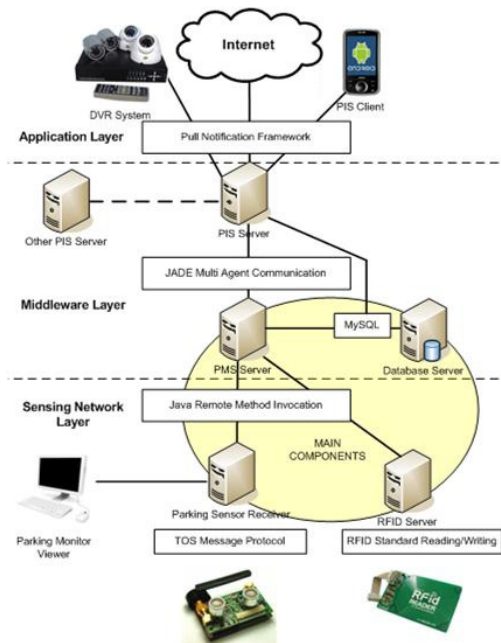 Internet
DVR System
ANDROID
PIS Client
Application Layer
Pull Notification Framework
Other PIS Server
PIS Server
JADE Multi Agent Communication
Middleware Layer
MySQL
PMS Server
Database Server
Sensing Network
Layer
Java Remote Method Invocation
MAIN
COMPONENTS
Parking Monitor
Viewer
Parking Sensor Receiver
RFID Server
TOS Message Protocol
RFID Standard Reading/Writing
RFid
READER